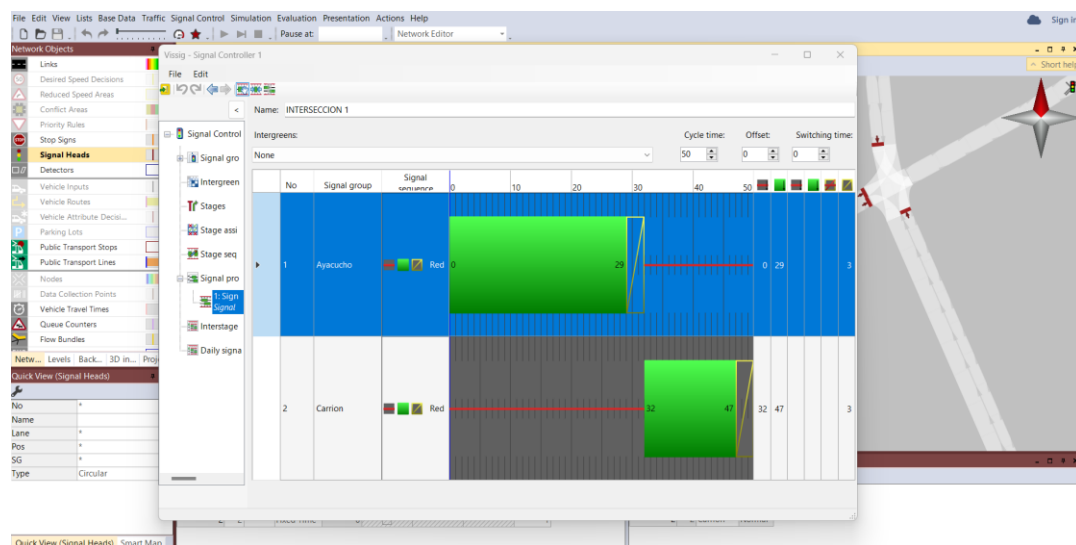 File Edit View Lists Base Data Traffic Signal Control Simulation Evaluation Presentation Actions Help
Sign in
Pause at:
Network Editor
Network Objects
Links
Desired Speed Decisions
Reduced Speed Areas
Conflict Areas
Priority Rules
Stop Signs
Signal Heads
Detectors
Vehicle Inputs
Vehicle Routes
Vehicle Attribute Decisi...
Parking Lots
Public Transport Stops
Public Transport Lines
Nodes
Data Collection Points
Vehicle Travel Times
Queue Counters
Flow Bundles
Netw... Levels Back... 3D in... Proj
Quick View (Signal Heads)
No *
Name *
Lane *
Pos *
SG *
Type Circular
Quick View (Signal Heads) Smart Map
Short help
Vissig - Signal Controller 1
File Edit
<
Signal Control
Signal gro
Intergreen
Stages
Stage assi
Stage seq
Signal pro
1: Sign
Signal
Interstage
Daily signa
Name: INTERSECCION 1
Intergreens: Cycle time: Offset: Switching time:
None 50 0 0
No Signal group Signal sequence 0 10 20 30 40 50
1 Ayacucho Red 0 29 0 29 3
2 Carrion Red 32 47 32 47 3